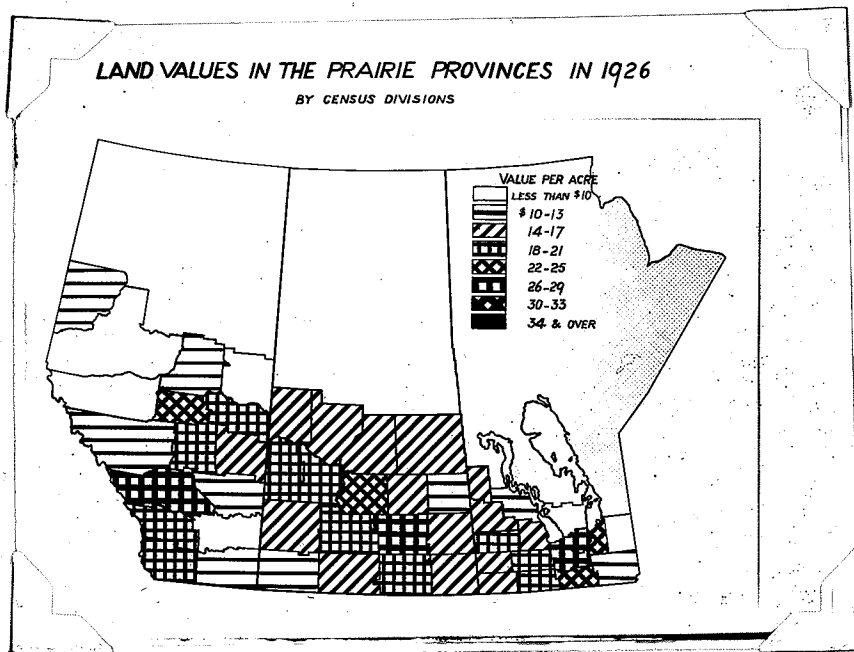 LAND VALUES IN THE PRAIRIE PROVINCES IN 1926
BY CENSUS DIVISIONS
VALUE PER ACRE
LESS THAN $10
$10-13
14-17
18-21
22-25
26-29
30-33
34 & OVER